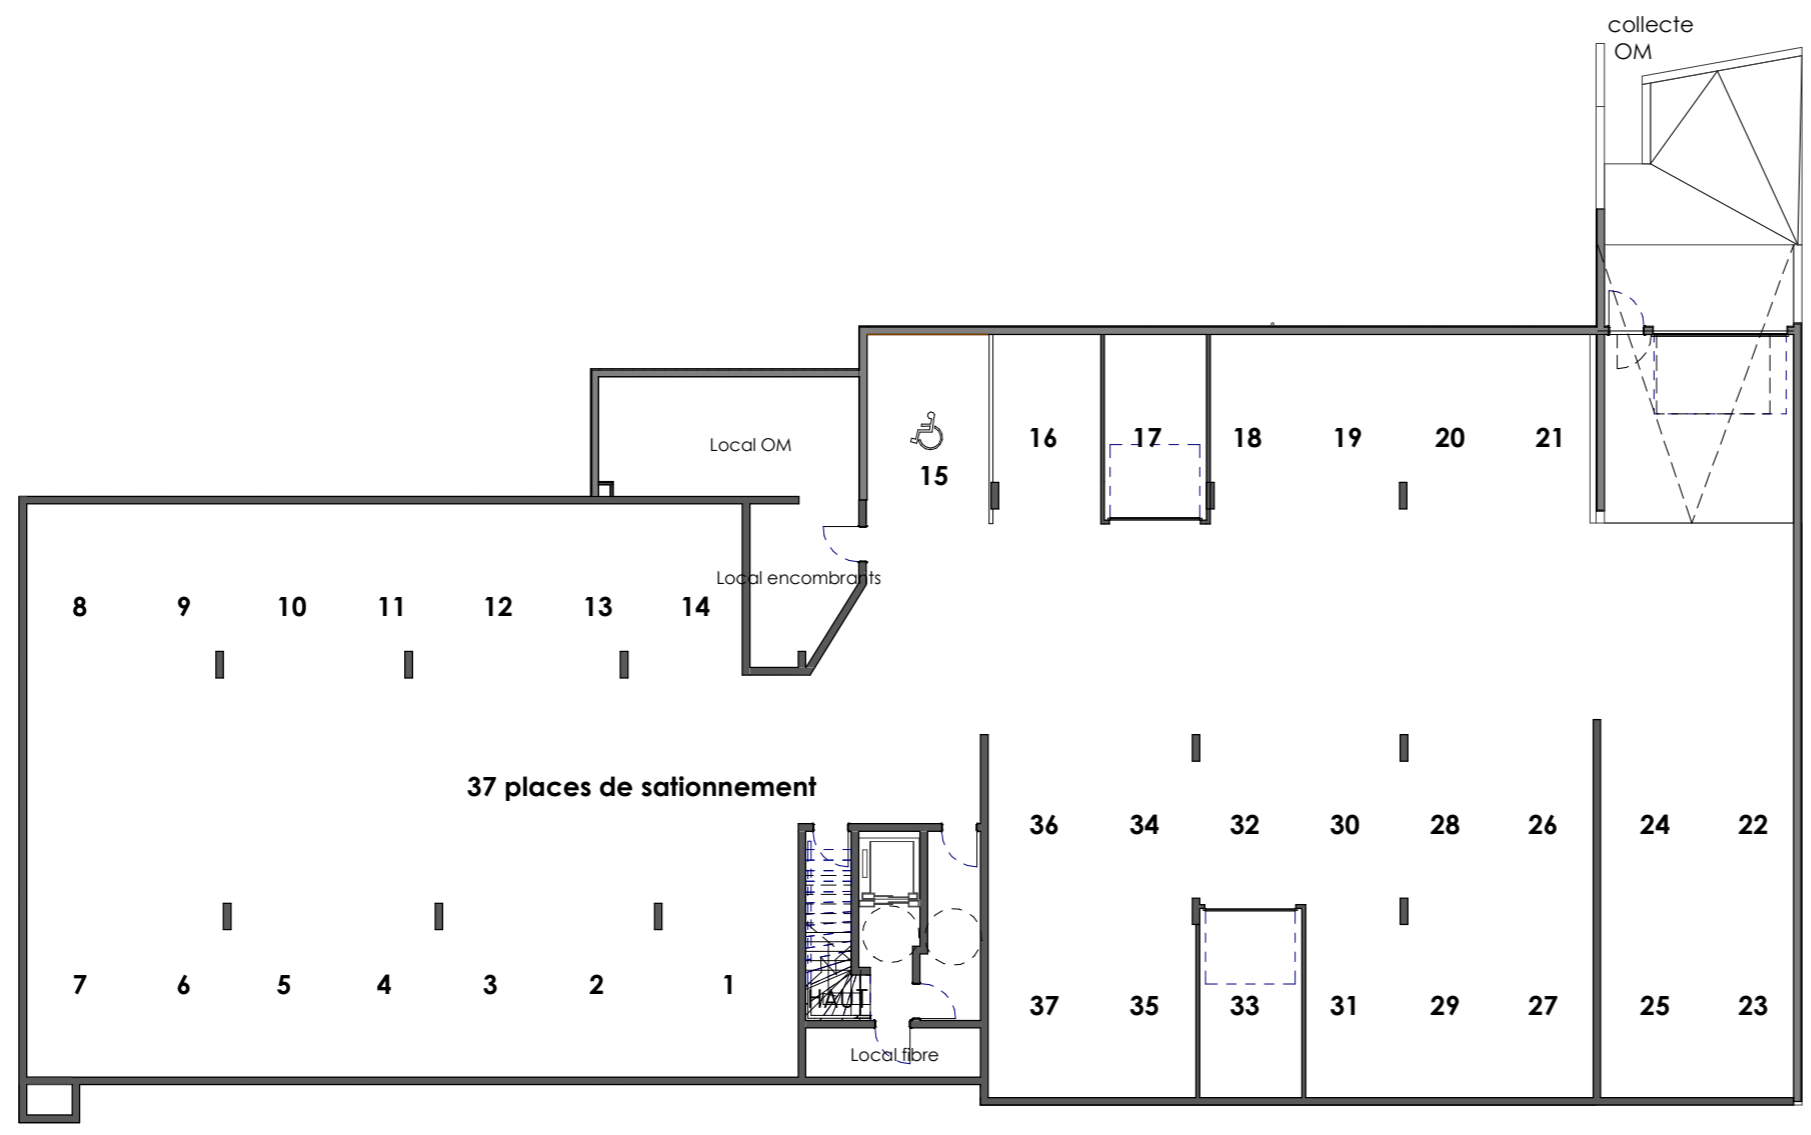 collecte
OM
16 17 18 19 20 21
Local OM
15
Local encombrants
8 9 10 11 12 13 14
37 places de sationnement
36 34 32 30 28 26 24 22
7 6 5 4 3 2 1
HAUT
37 35 33 31 29 27 25 23
Local fibre